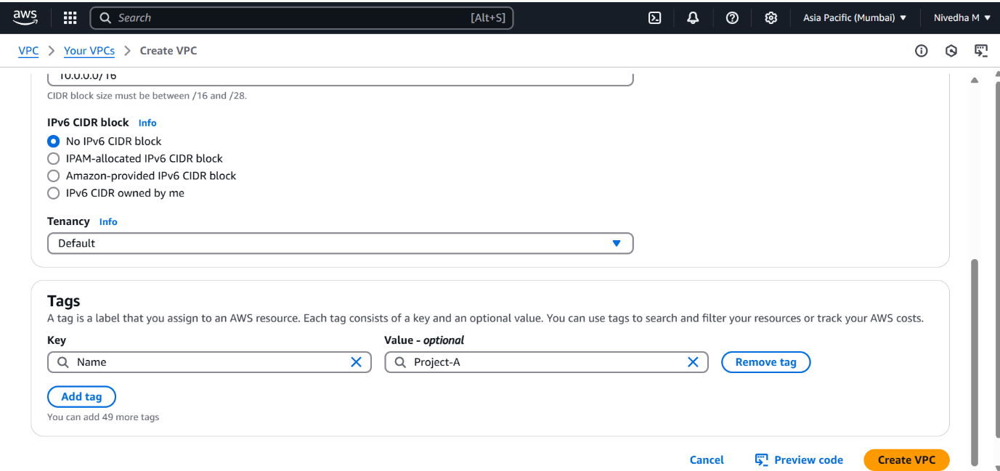 aws
Search [Alt+S] Asia Pacific (Mumbai) Nivedha M
VPC Your VPCs Create VPC
10.0.0.0/16
CIDR block size must be between /16 and /28.
IPv6 CIDR block Info
No IPv6 CIDR block
IPAM-allocated IPv6 CIDR block
Amazon-provided IPv6 CIDR block
IPv6 CIDR owned by me
Tenancy Info
Default
Tags
A tag is a label that you assign to an AWS resource. Each tag consists of a key and an optional value. You can use tags to search and filter your resources or track your AWS costs.
Key Value - optional
Name Project-A Remove tag
Add tag
You can add 49 more tags
Cancel Preview code Create VPC